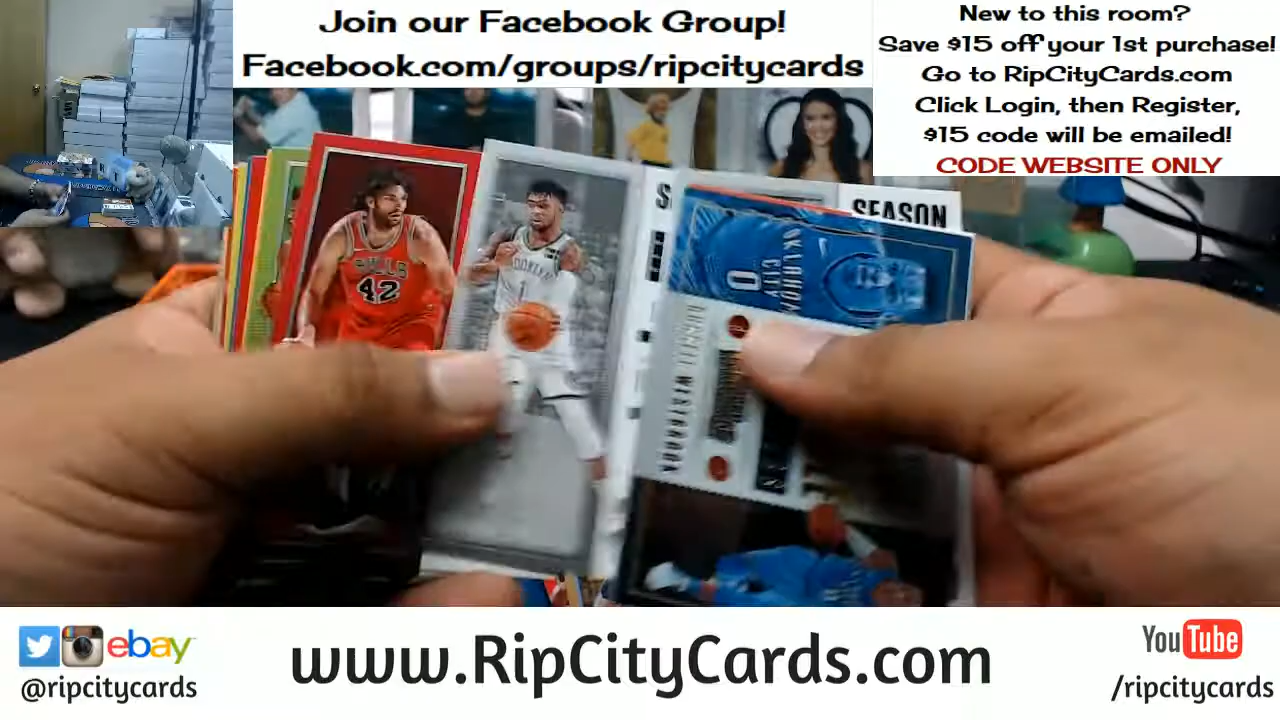 Join our Facebook Group!
Facebook.com/groups/ripcitycards
New to this room?
Save $15 off your 1st purchase!
Go to RipCityCards.com
Click Login, then Register,
$15 code will be emailed!
CODE WEBSITE ONLY
S
SEASON
BULLS
42
1
OKLAHOMA
CITY
0
RUSSELL WESTBROOK
ebay
@ripcitycards
www.RipCityCards.com
YouTube
/ripcitycards